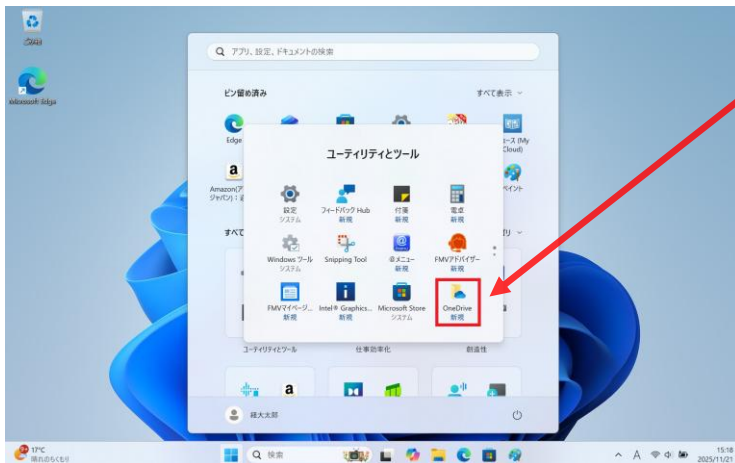 ごみ箱
Microsoft Edge
アプリ、設定、ドキュメントの検索
ピン留め済み
すべて表示
Edge
ース (My
Cloud)
Amazon(ア
ジャパン) :
ペイント
ユーティリティとツール
設定
システム
フィードバック Hub
新規
付箋
新規
電卓
新規
Windows ツール
システム
Snipping Tool
@メニュー
新規
FMVアドバイザー
新規
FMVマイページ...
新規
Intel® Graphics...
新規
Microsoft Store
システム
OneDrive
新規
すべて
リ
ユーティリティとツール
仕事効率化
創造性
経大太郎
17°C
晴れのちくもり
検索
A
15:18
2025/11/21